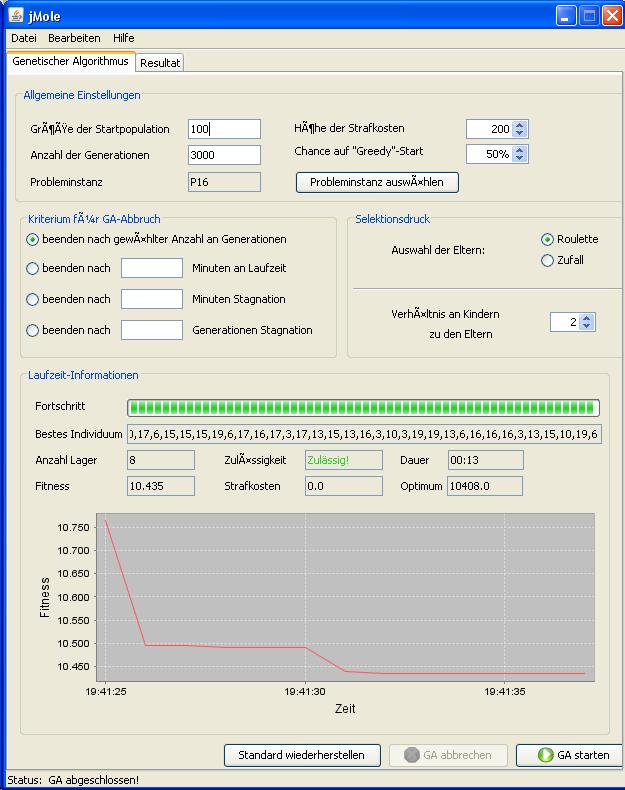 jMole
Datei Bearbeiten Hilfe
Genetischer Algorithmus Resultat
Allgemeine Einstellungen
GrÃ¶ÃŸe der Startpopulation 100 HÃ¶he der Strafkosten 200
Anzahl der Generationen 3000 Chance auf "Greedy"-Start 50%
Probleminstanz P16 Probleminstanz auswÃ¤hlen
Kriterium fÃ¼r GA-Abbruch
beenden nach gewÃ¤hlter Anzahl an Generationen
beenden nach Minuten an Laufzeit
beenden nach Minuten Stagnation
beenden nach Generationen Stagnation
Selektionsdruck
Auswahl der Eltern: Roulette
Zufall
VerhÃ¤ltnis an Kindern
zu den Eltern 2
Laufzeit-Informationen
Fortschritt
Bestes Individuum ,17,6,15,15,15,19,6,17,16,17,3,17,13,15,13,16,3,10,3,19,19,13,6,16,16,16,3,13,15,10,19,6
Anzahl Lager 8 ZulÃ¤ssigkeit Zulässig! Dauer 00:13
Fitness 10.435 Strafkosten 0.0 Optimum 10408.0
10.750
10.700
10.650
10.600
10.550
10.500
10.450
Fitness
19:41:25 19:41:30 19:41:35
Zeit
Standard wiederherstellen GA abbrechen GA starten
Status: GA abgeschlossen!